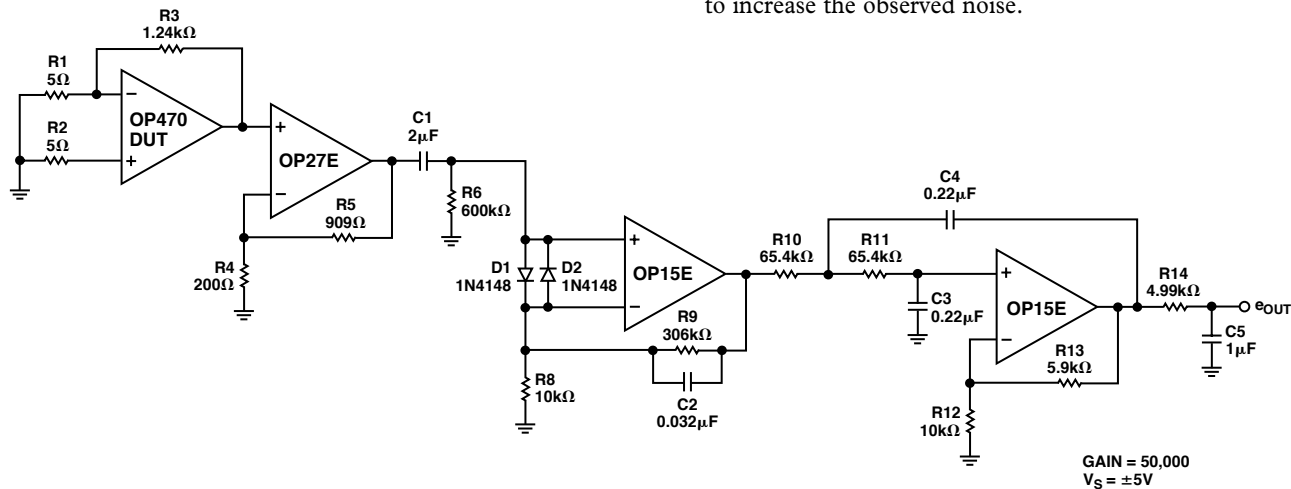 to increase the observed noise.
R3
1.24kΩ
R1
5Ω
R2
5Ω
−
+
OP470
DUT
+
−
OP27E
R5
909Ω
R4
200Ω
C1
2μF
R6
600kΩ
D1
1N4148
D2
1N4148
+
−
OP15E
R9
306kΩ
C2
0.032μF
R8
10kΩ
R10
65.4kΩ
R11
65.4kΩ
C4
0.22μF
C3
0.22μF
+
−
OP15E
R13
5.9kΩ
R12
10kΩ
R14
4.99kΩ
eOUT
C5
1μF
GAIN = 50,000
VS = ±5V